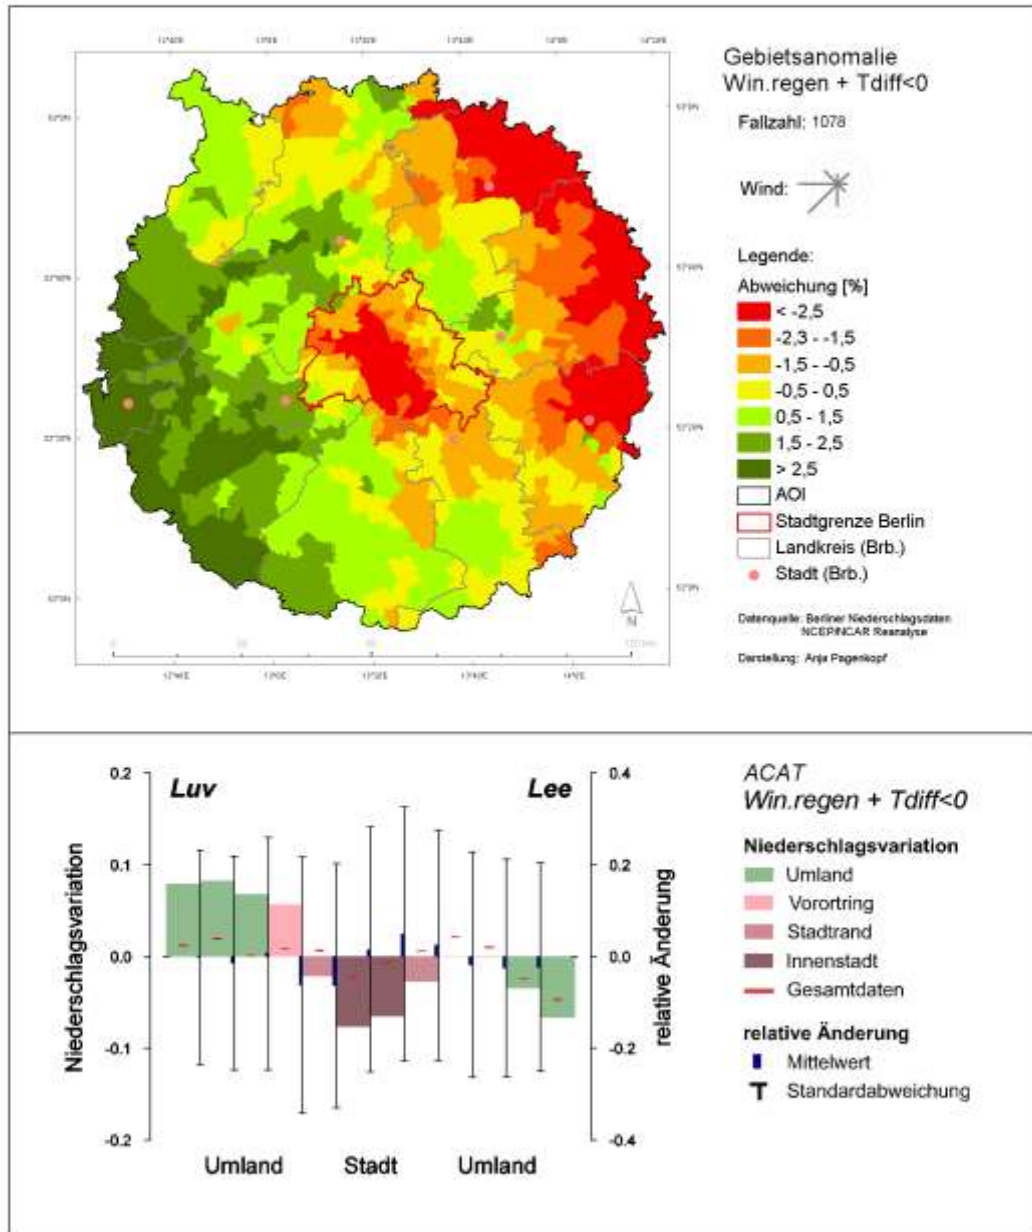 Gebietsanomalie
Win.regen + Tdiff<0
Fallzahl: 1078
Wind:
Legende:
Abweichung [%]
< -2,5
-2,3 - -1,5
-1,5 - -0,5
-0,5 - 0,5
0,5 - 1,5
1,5 - 2,5
> 2,5
AOI
Stadtgrenze Berlin
Landkreis (Brb.)
Stadt (Brb.)
N
Datenquelle: Berliner Niederschlagsdaten
NCEP/NCAR Reanalyse
Darstellung: Anja Pagenkopf
Luv
Lee
0.2
0.1
0.0
-0.1
-0.2
Niederschlagsvariation
0.4
0.2
0.0
-0.2
-0.4
relative Änderung
Umland
Stadt
Umland
ACAT
Win.regen + Tdiff<0
Niederschlagsvariation
Umland
Vorortring
Stadtrand
Innenstadt
Gesamtdaten
relative Änderung
Mittelwert
Standardabweichung